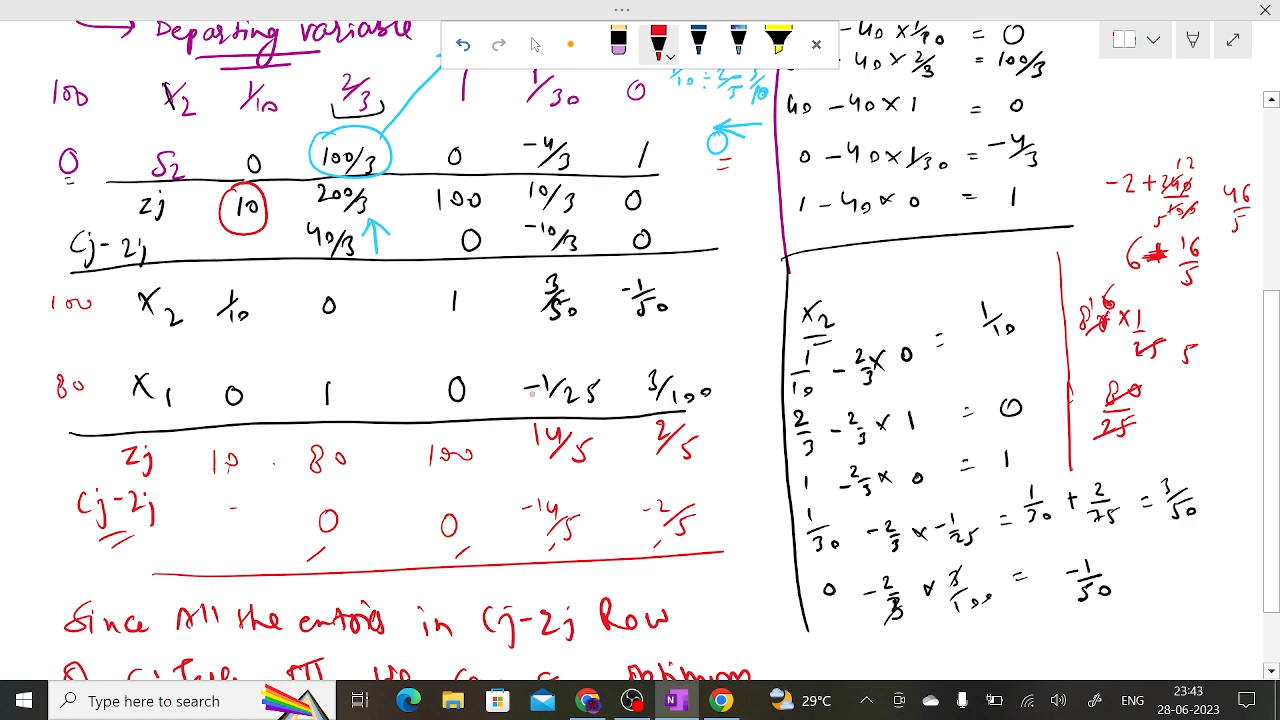 → Departing variable
100 X2 1/10 2/3 1 1/30 0
0 S2 0 100/3 0 -4/3 1 0
Zj 10 200/3 100 10/3 0
Cj-Zj 40/3 0 -10/3 0
100 X2 1/10 0 1 3/50 -1/50
80 X1 0 1 0 -1/25 3/100
Zj 10 80 100 14/5 2/5
Cj-Zj - 0 0 -14/5 -2/5
Since All the entries in Cj-Zj Row
optimum
- 40 × 1/10 = 0
- 40 × 2/3 = 100/3
40 - 40 × 1 = 0
0 - 40 × 1/30 = -4/3
1 - 40 × 0 = 1
X2
1/10 - 2/3 × 0 = 1/10
2/3 - 2/3 × 1 = 0
1 - 2/3 × 0 = 1
1/30 - 2/3 × -1/25 = 1/30 + 2/75 = 3/50
0 - 2/3 × 3/100 = -1/50
46/5
16/5
80/25
Type here to search
29°C
ENG
23:43
28-06-2023